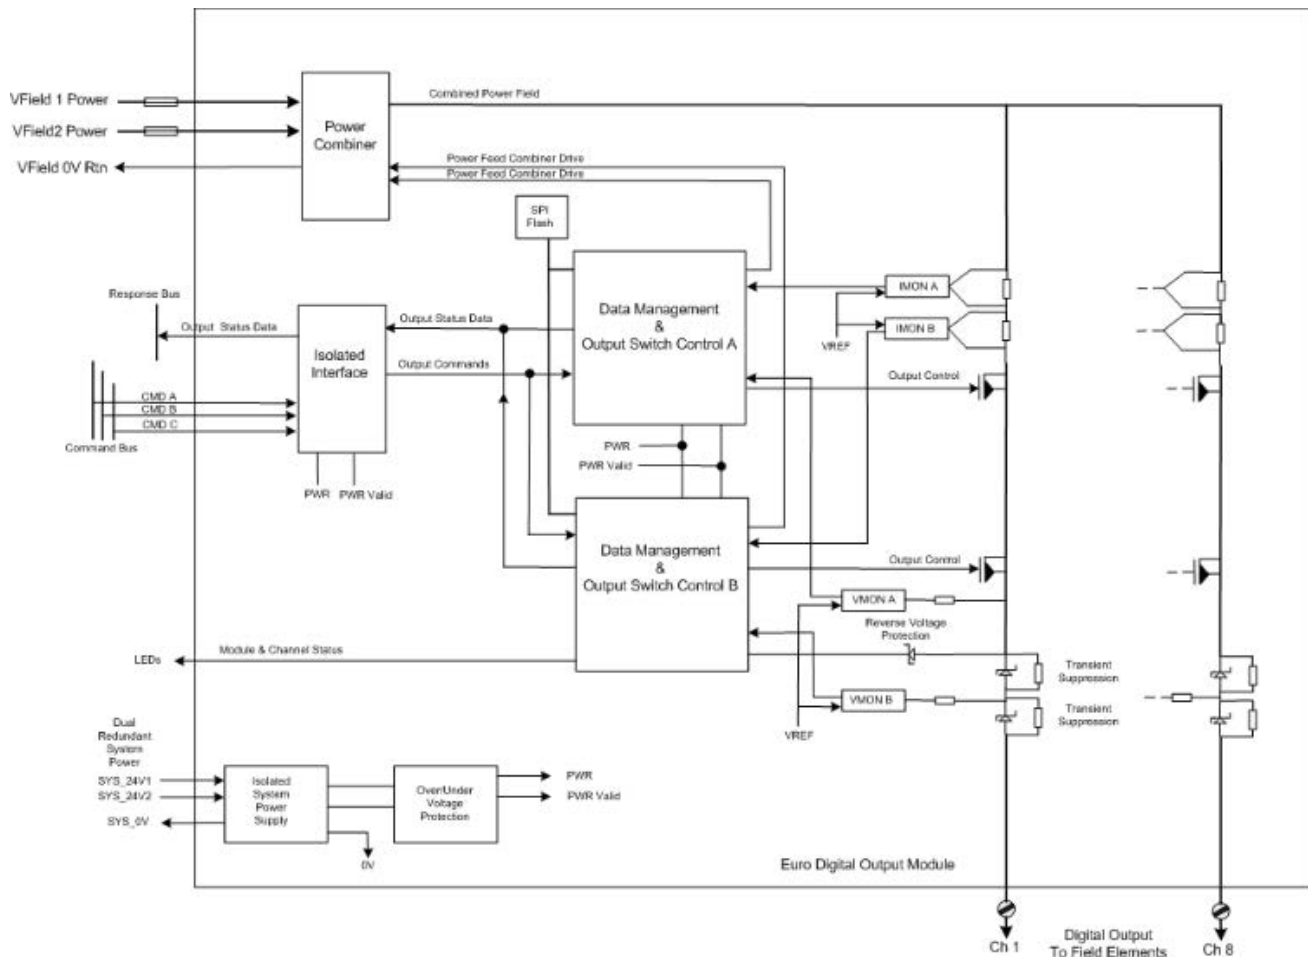 VField 1 Power
VField2 Power
VField 0V Rtn
Power
Combiner
Combined Power Field
Power Feed Combiner Drive
Power Feed Combiner Drive
SPI
Flash
Response Bus
Output Status Data
Isolated
Interface
Output Status Data
Output Commands
Data Management
&
Output Switch Control A
IMON A
IMON B
VREF
Output Control
CMD A
CMD B
CMD C
Command Bus
PWR
PWR Valid
PWR
PWR Valid
Data Management
&
Output Switch Control B
Output Control
VMON A
Reverse Voltage
Protection
Module & Channel Status
LEDs
VMON B
VREF
Transient
Suppression
Transient
Suppression
Dual
Redundant
System
Power
SYS_24V1
SYS_24V2
SYS_0V
Isolated
System
Power
Supply
Over/Under
Voltage
Protection
PWR
PWR Valid
0V
Euro Digital Output Module
Ch 1
Digital Output
To Field Elements
Ch 8